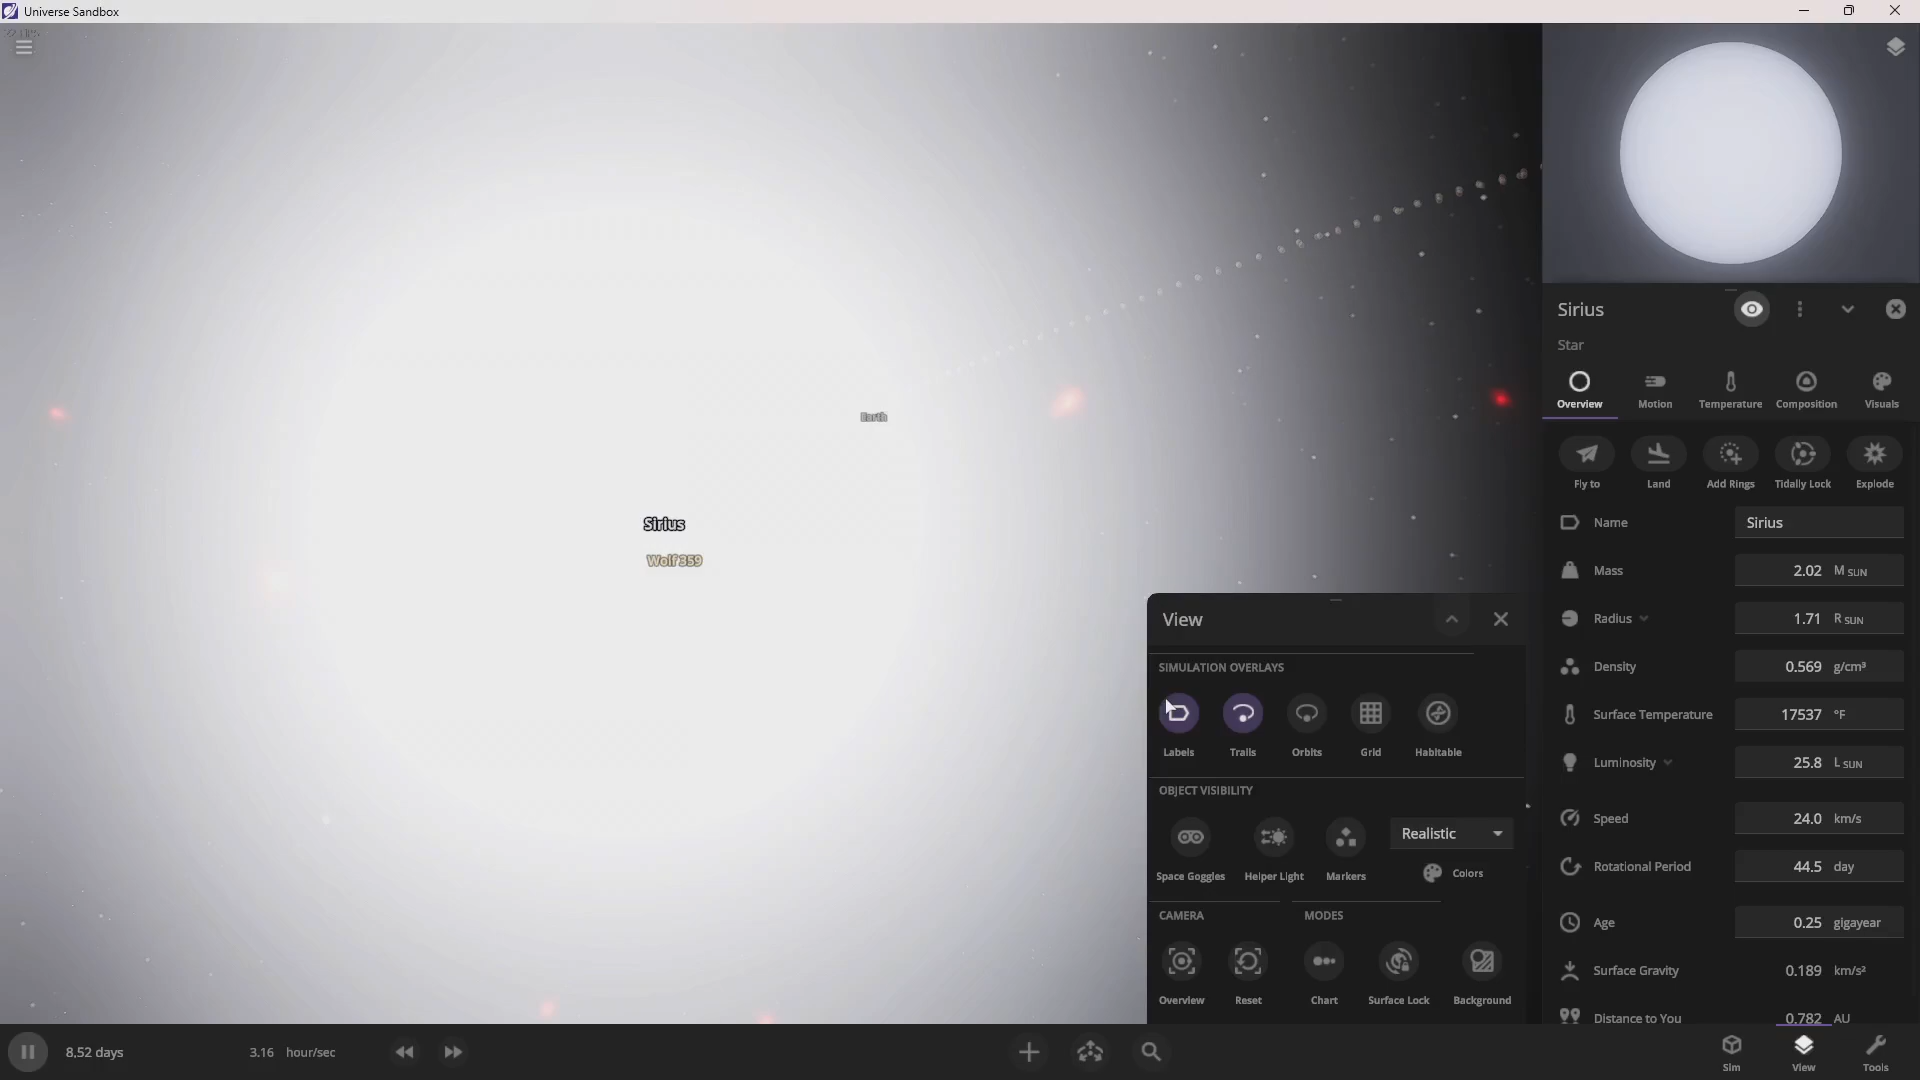 Universe Sandbox
Earth
Sirius
Wolf 359
View
SIMULATION OVERLAYS
Labels
Trails
Orbits
Grid
Habitable
OBJECT VISIBILITY
Realistic
Space Goggles
Helper Light
Markers
Colors
CAMERA
MODES
Overview
Reset
Chart
Surface Lock
Background
Sirius
Star
Overview
Motion
Temperature
Composition
Visuals
Fly to
Land
Add Rings
Tidally Lock
Explode
Name Sirius
Mass 2.02 M SUN
Radius 1.71 R SUN
Density 0.569 g/cm³
Surface Temperature 17537 °F
Luminosity 25.8 L SUN
Speed 24.0 km/s
Rotational Period 44.5 day
Age 0.25 gigayear
Surface Gravity 0.189 km/s²
Distance to You 0.782 AU
8.52 days
3.16 hour/sec
Sim
View
Tools